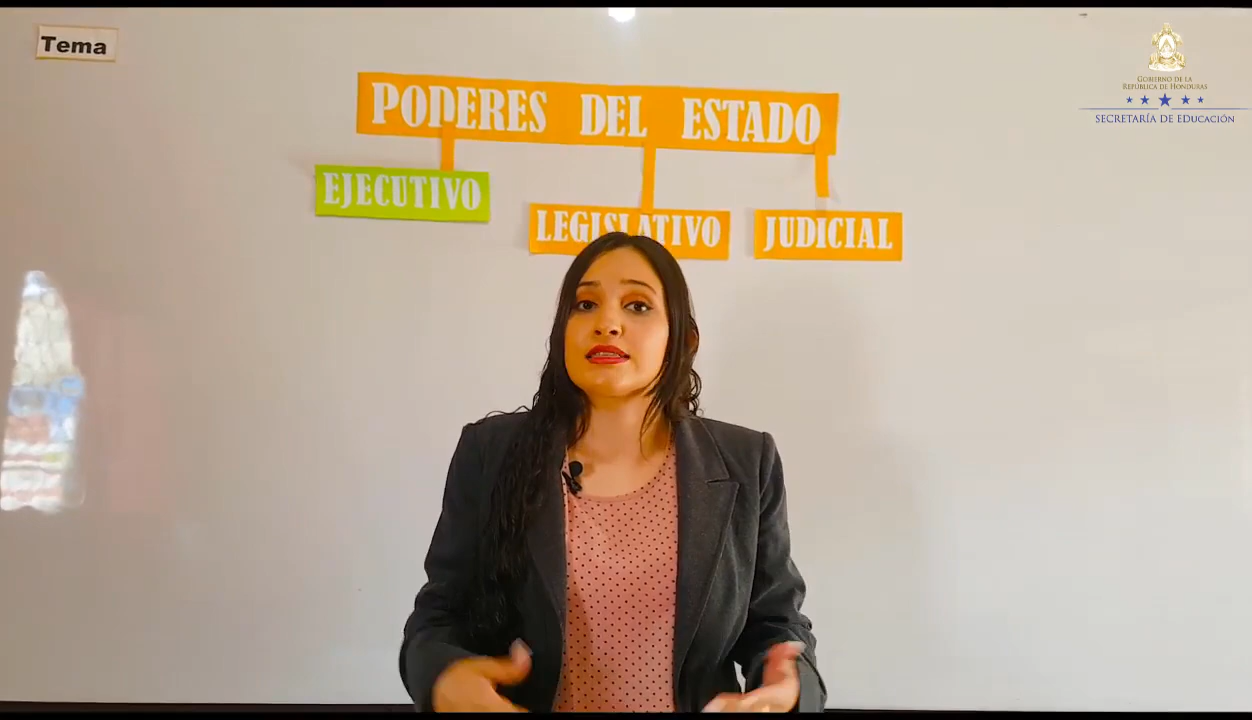 Tema
PODERES DEL ESTADO
EJECUTIVO
LEGISLATIVO
JUDICIAL
GOBIERNO DE LA
REPÚBLICA DE HONDURAS
SECRETARÍA DE EDUCACIÓN